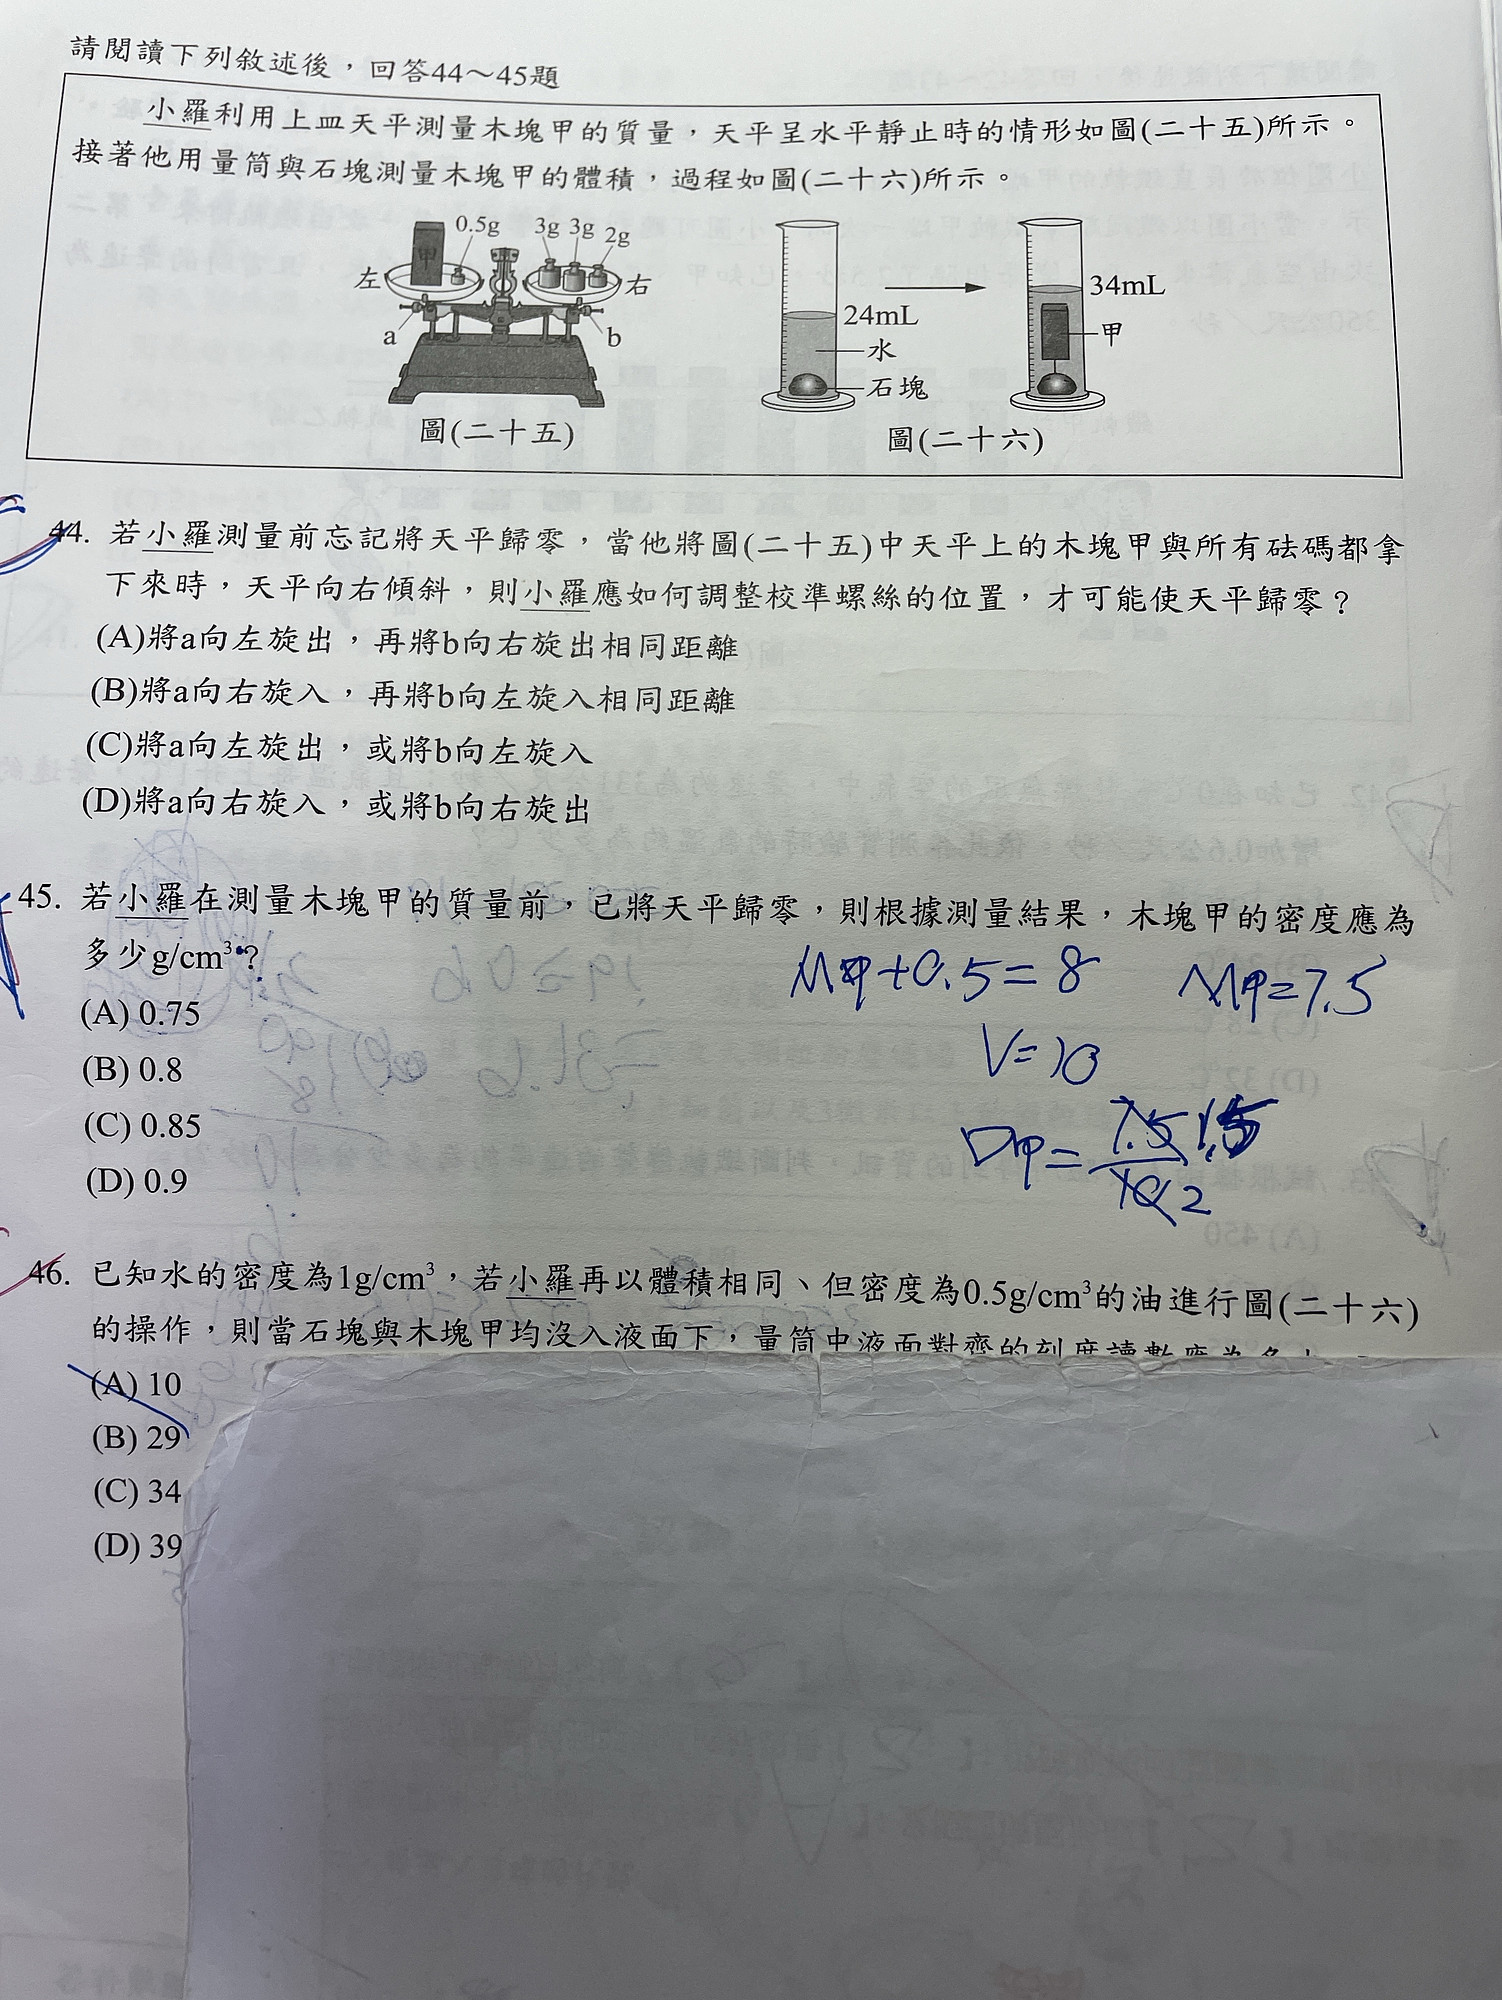 請閱讀下列敘述後，回答44～45題
小羅利用上皿天平測量木塊甲的質量，天平呈水平靜止時的情形如圖(二十五)所示。
接著他用量筒與石塊測量木塊甲的體積，過程如圖(二十六)所示。
甲 0.5g 3g 3g 2g
左 右
a b
圖(二十五)
24mL
水
石塊
34mL
甲
圖(二十六)
44. 若小羅測量前忘記將天平歸零，當他將圖(二十五)中天平上的木塊甲與所有砝碼都拿
下來時，天平向右傾斜，則小羅應如何調整校準螺絲的位置，才可能使天平歸零？
(A)將a向左旋出，再將b向右旋出相同距離
(B)將a向右旋入，再將b向左旋入相同距離
(C)將a向左旋出，或將b向左旋入
(D)將a向右旋入，或將b向右旋出
45. 若小羅在測量木塊甲的質量前，已將天平歸零，則根據測量結果，木塊甲的密度應為
多少g/cm³？
(A) 0.75
(B) 0.8
(C) 0.85
(D) 0.9
M甲+0.5=8 M甲=7.5
V=10
D甲= 7.5 1.5
10 2
46. 已知水的密度為1g/cm³，若小羅再以體積相同、但密度為0.5g/cm³的油進行圖(二十六)
的操作，則當石塊與木塊甲均沒入液面下，量筒中液面對齊的刻度讀數應為多少
(A) 10
(B) 29
(C) 34
(D) 39